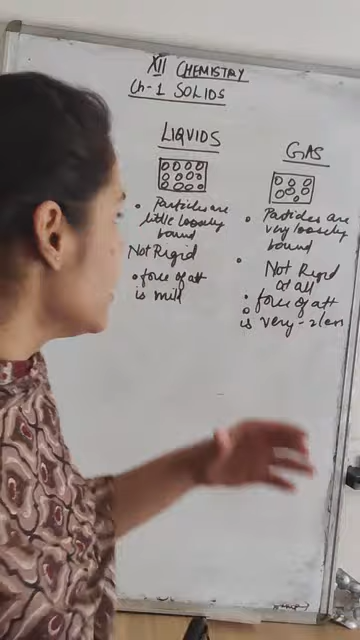 XII CHEMISTRY
Ch-1 SOLIDS
LIQUIDS
• Particles are
little loosely
bound
Not Rigid
• force of att
is mild
GAS
• Particles are
very loosely
bound
• Not Rigid
at all
• force of att
is very